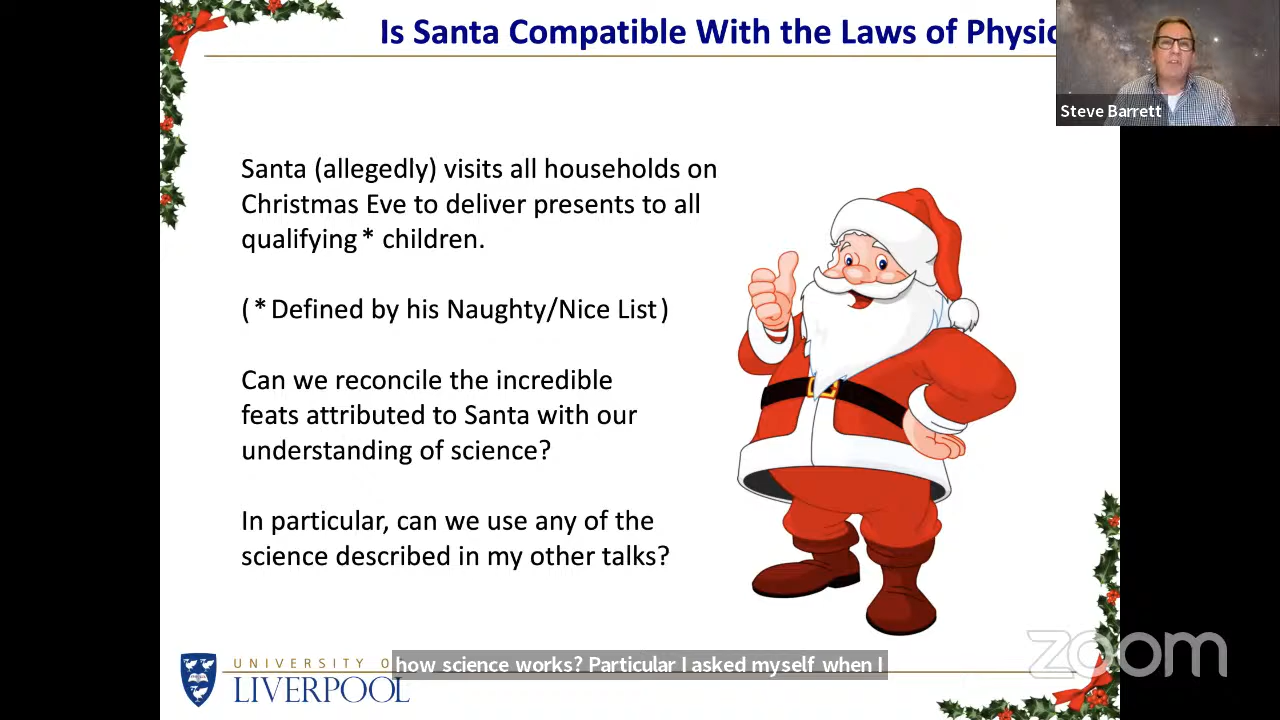 Is Santa Compatible With the Laws of Physic
Steve Barrett
Santa (allegedly) visits all households on
Christmas Eve to deliver presents to all
qualifying* children.
(*Defined by his Naughty/Nice List)
Can we reconcile the incredible
feats attributed to Santa with our
understanding of science?
In particular, can we use any of the
science described in my other talks?
UNIVERSITY O
LIVERPOOL
how science works? Particular I asked myself when I
zoom